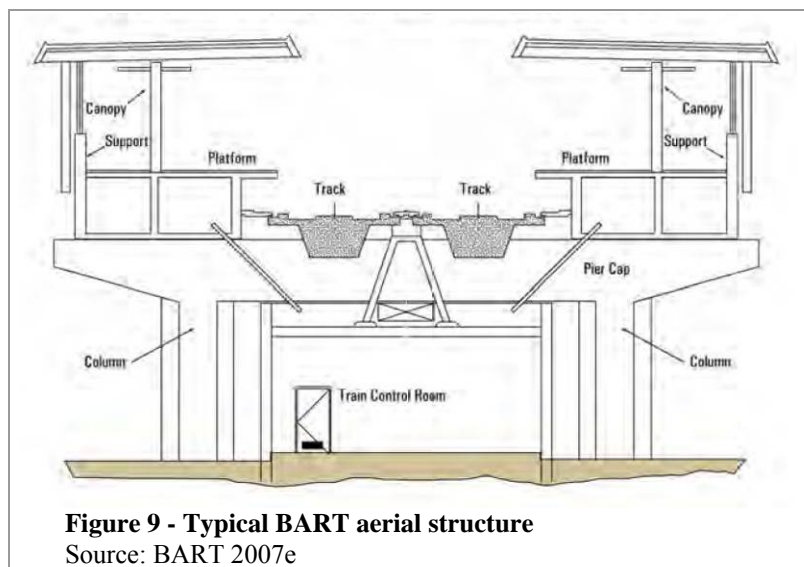 Canopy
Canopy
Support
Support
Platform
Platform
Track
Track
Pier Cap
Column
Column
Train Control Room
Figure 9 - Typical BART aerial structure
Source: BART 2007e